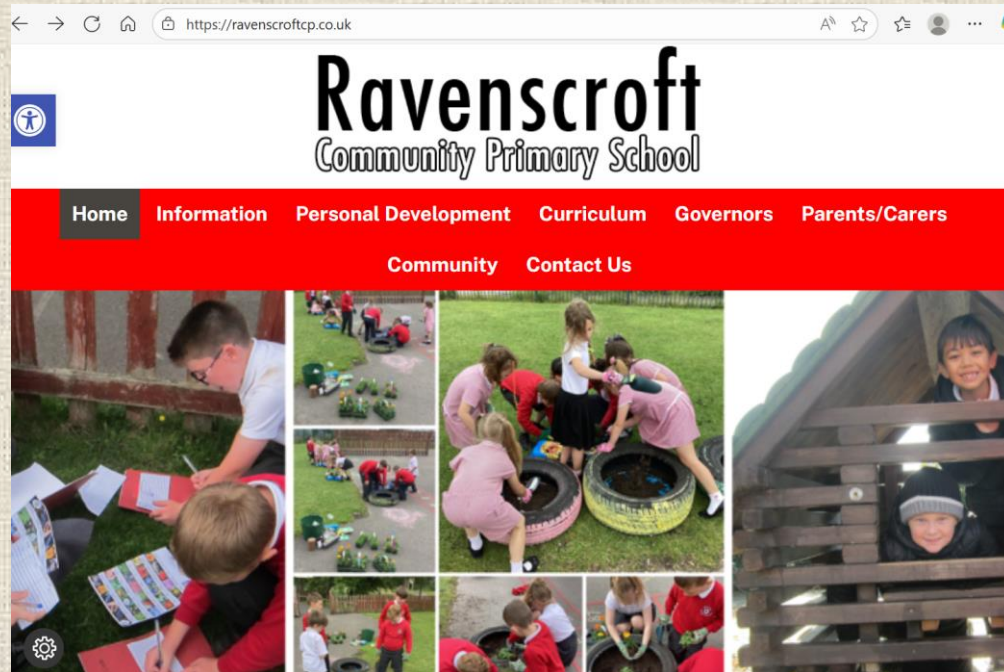 https://ravenscroftcp.co.uk
Ravenscroft
Community Primary School
Home Information Personal Development Curriculum Governors Parents/Carers
Community Contact Us